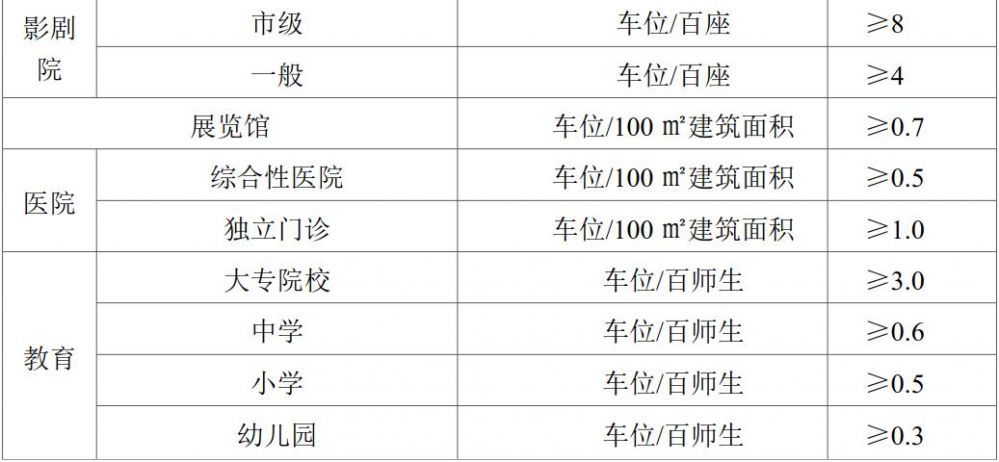 影剧院 市级 车位/百座 ≥8
一般 车位/百座 ≥4
展览馆 车位/100 ㎡建筑面积 ≥0.7
医院 综合性医院 车位/100 ㎡建筑面积 ≥0.5
独立门诊 车位/100 ㎡建筑面积 ≥1.0
教育 大专院校 车位/百师生 ≥3.0
中学 车位/百师生 ≥0.6
小学 车位/百师生 ≥0.5
幼儿园 车位/百师生 ≥0.3